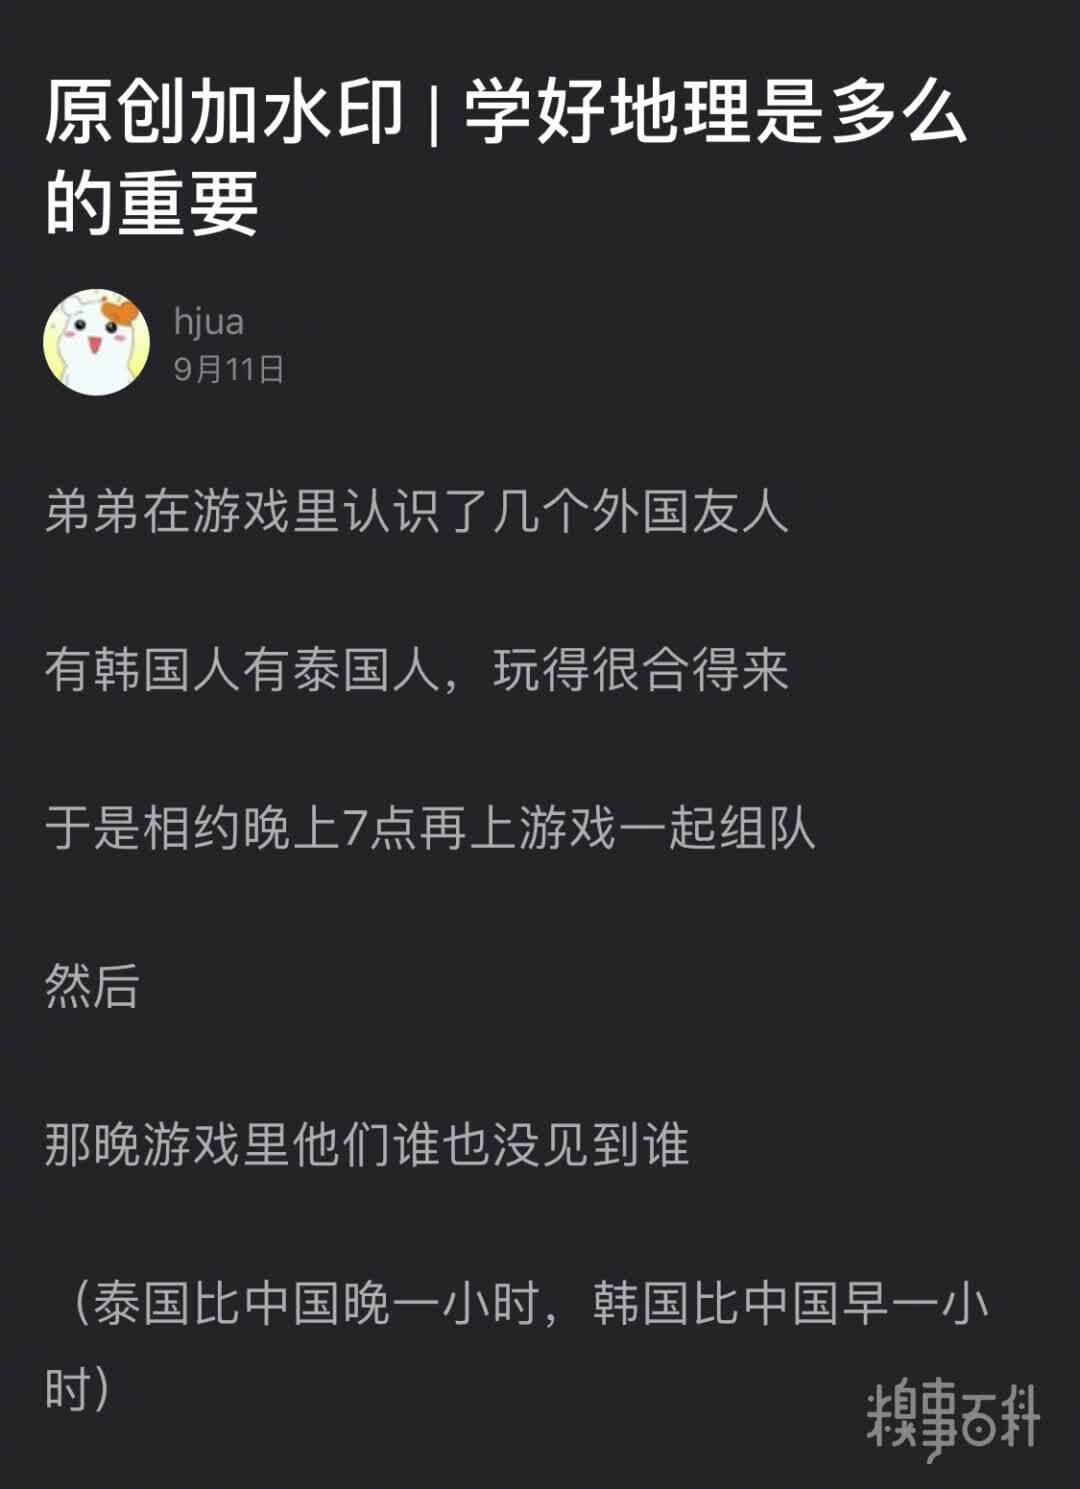 原创加水印 | 学好地理是多么
的重要
hjua
9月11日
弟弟在游戏里认识了几个外国友人
有韩国人有泰国人，玩得很合得来
于是相约晚上7点再上游戏一起组队
然后
那晚游戏里他们谁也没见到谁
（泰国比中国晚一小时，韩国比中国早一小
时）
糗事百科